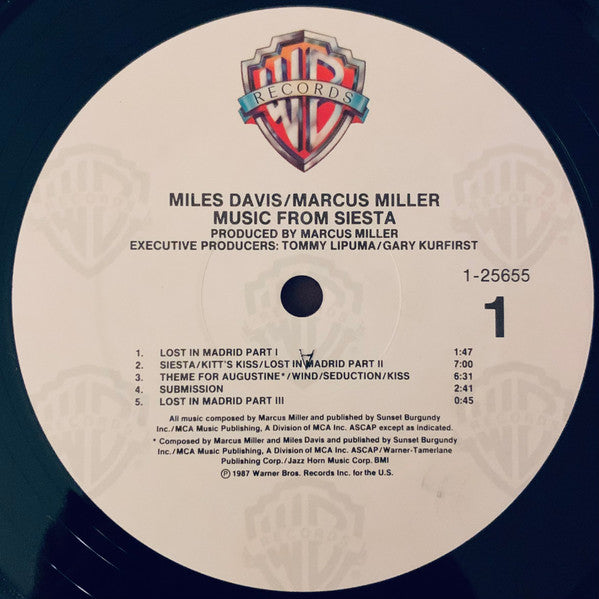 WB
RECORDS
MILES DAVIS/MARCUS MILLER
MUSIC FROM SIESTA
PRODUCED BY MARCUS MILLER
EXECUTIVE PRODUCERS: TOMMY LIPUMA/GARY KURFIRST
1-25655
1
1. LOST IN MADRID PART I 1:47
2. SIESTA/KITT'S KISS/LOST IN MADRID PART II 7:00
3. THEME FOR AUGUSTINE*/WIND/SEDUCTION/KISS 6:31
4. SUBMISSION 2:41
5. LOST IN MADRID PART III 0:45
All music composed by Marcus Miller and published by Sunset Burgundy
Inc./MCA Music Publishing, A Division of MCA Inc. ASCAP except as indicated.
* Composed by Marcus Miller and Miles Davis and published by Sunset Burgundy
Inc./MCA Music Publishing, A Division of MCA Inc. ASCAP/Warner-Tamerlane
Publishing Corp./Jazz Horn Music Corp. BMI
Ⓟ 1987 Warner Bros. Records Inc. for the U.S.